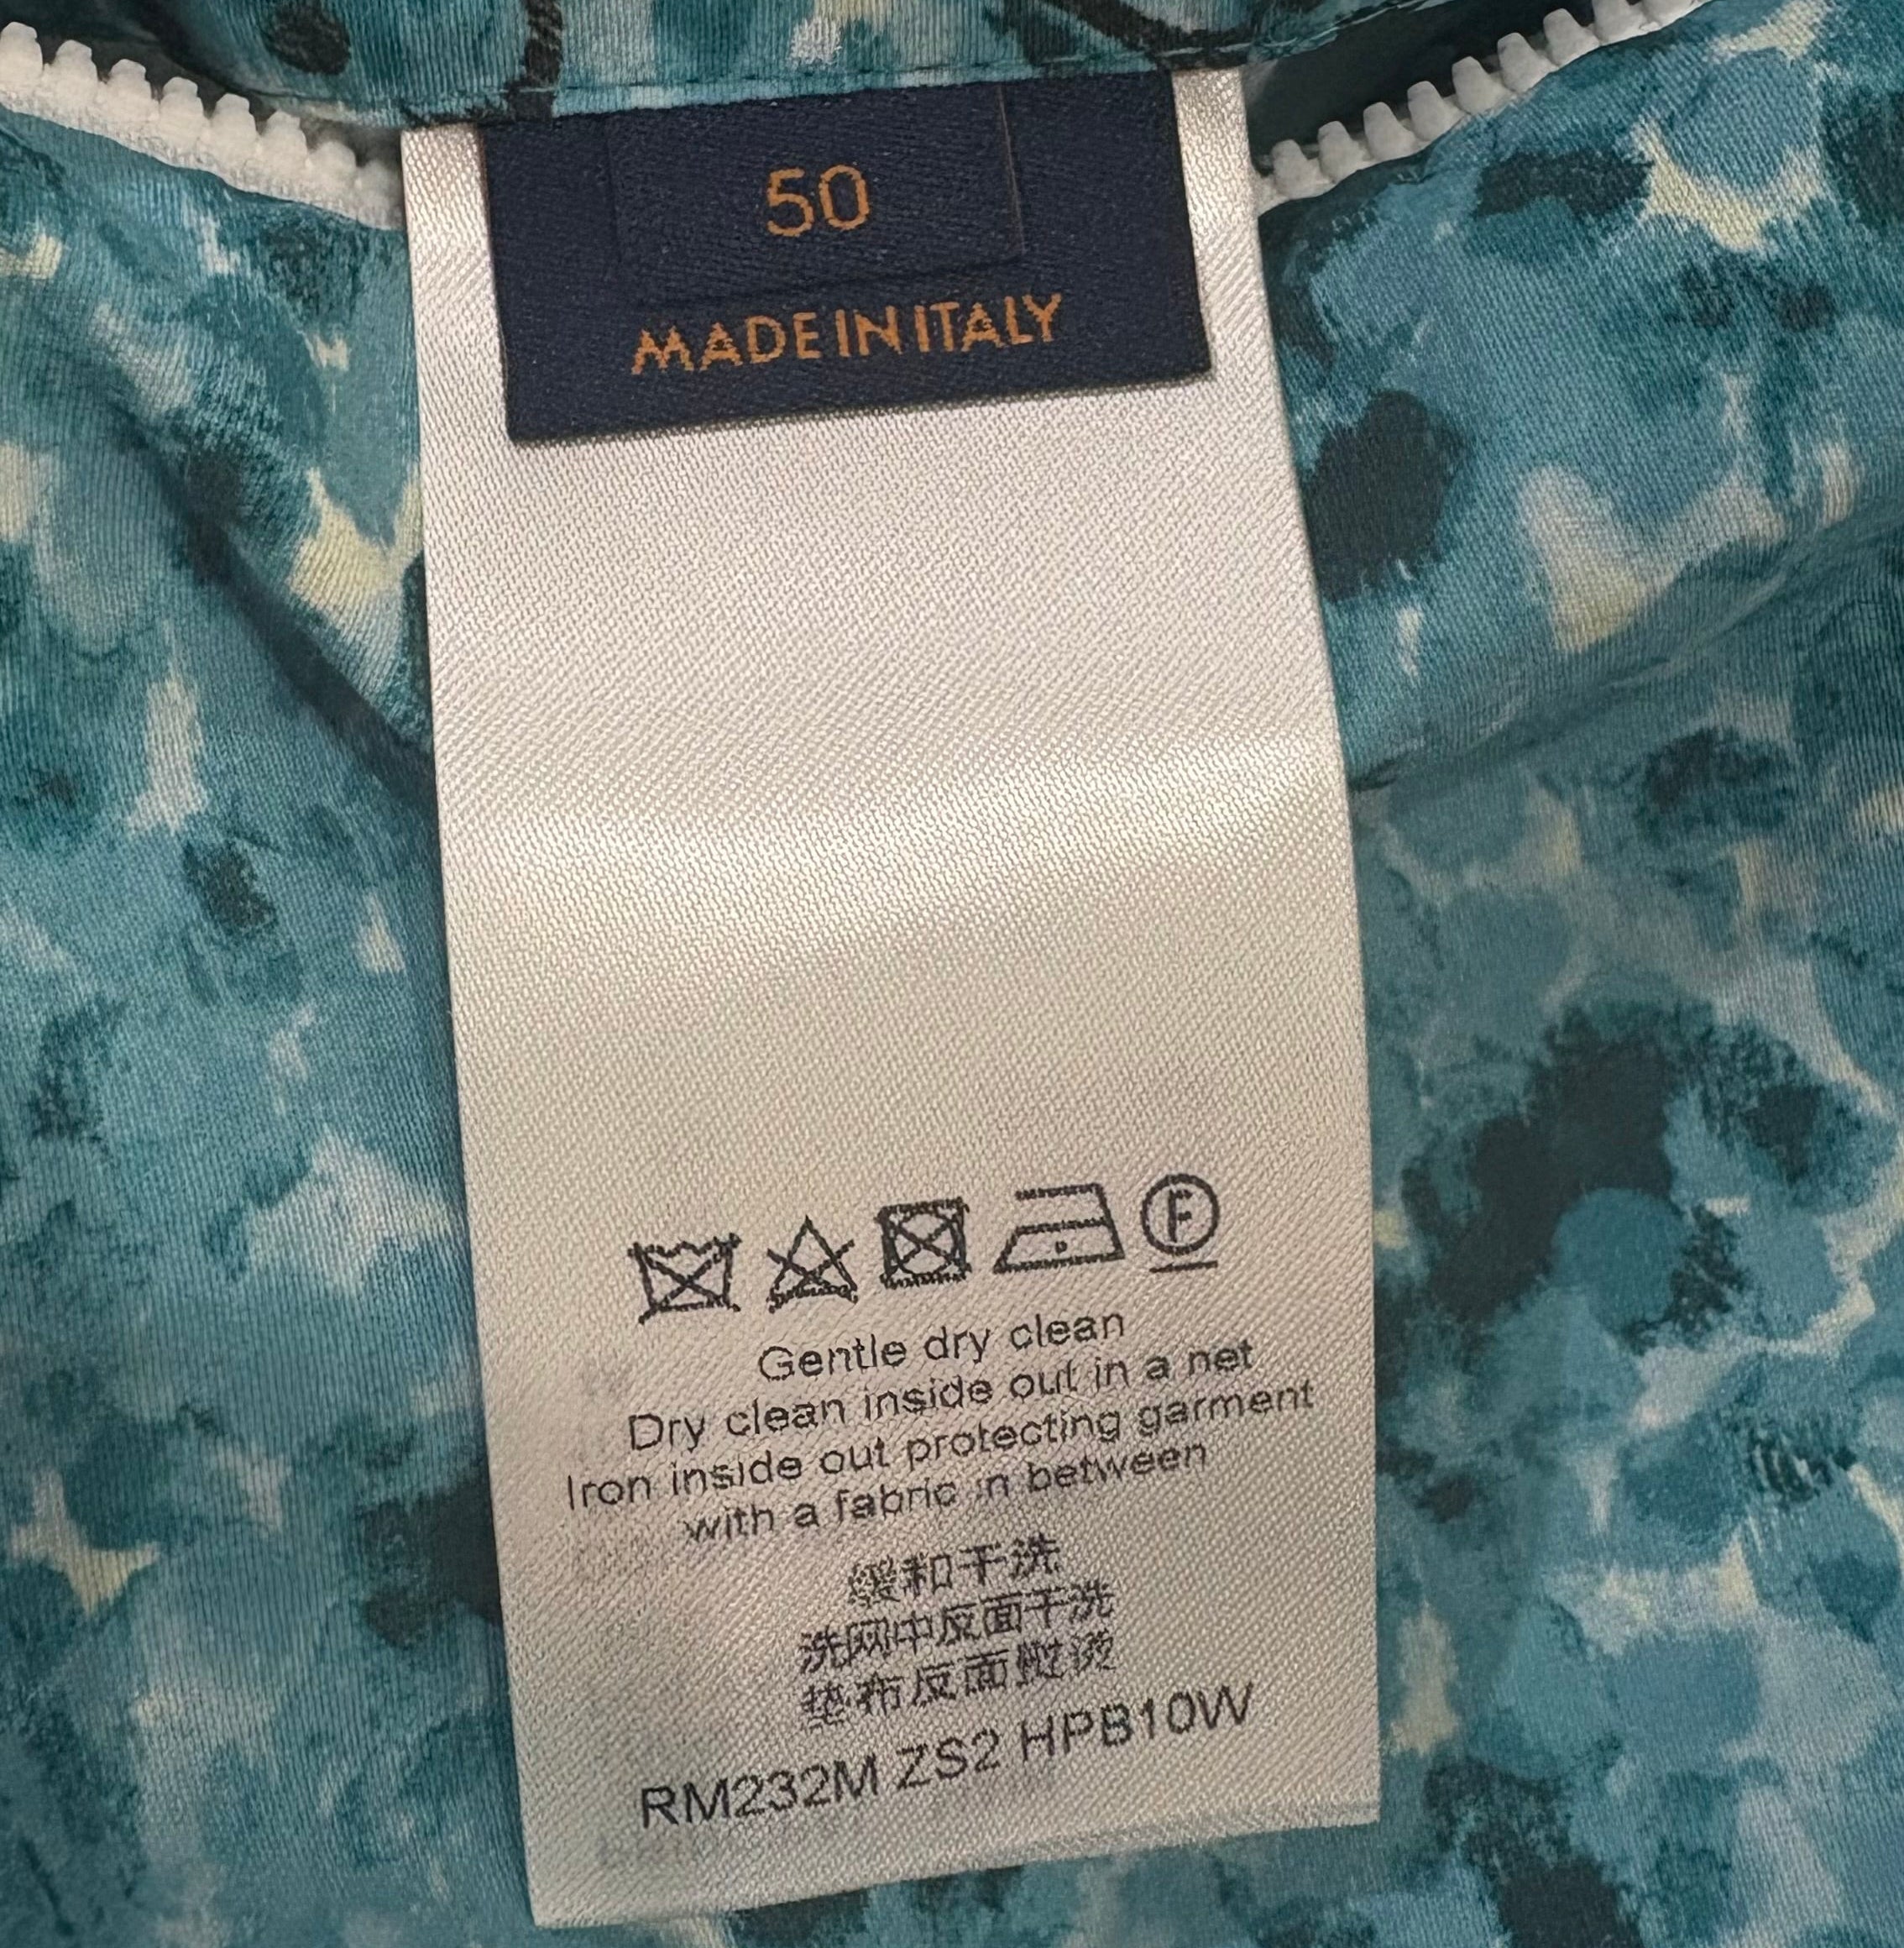 50
MADE IN ITALY
F
Gentle dry clean
Dry clean inside out in a net
Iron inside out protecting garment
with a fabric in between
缓和干洗
洗网中反面干洗
垫布反面熨烫
RM232M ZS2 HPB10W